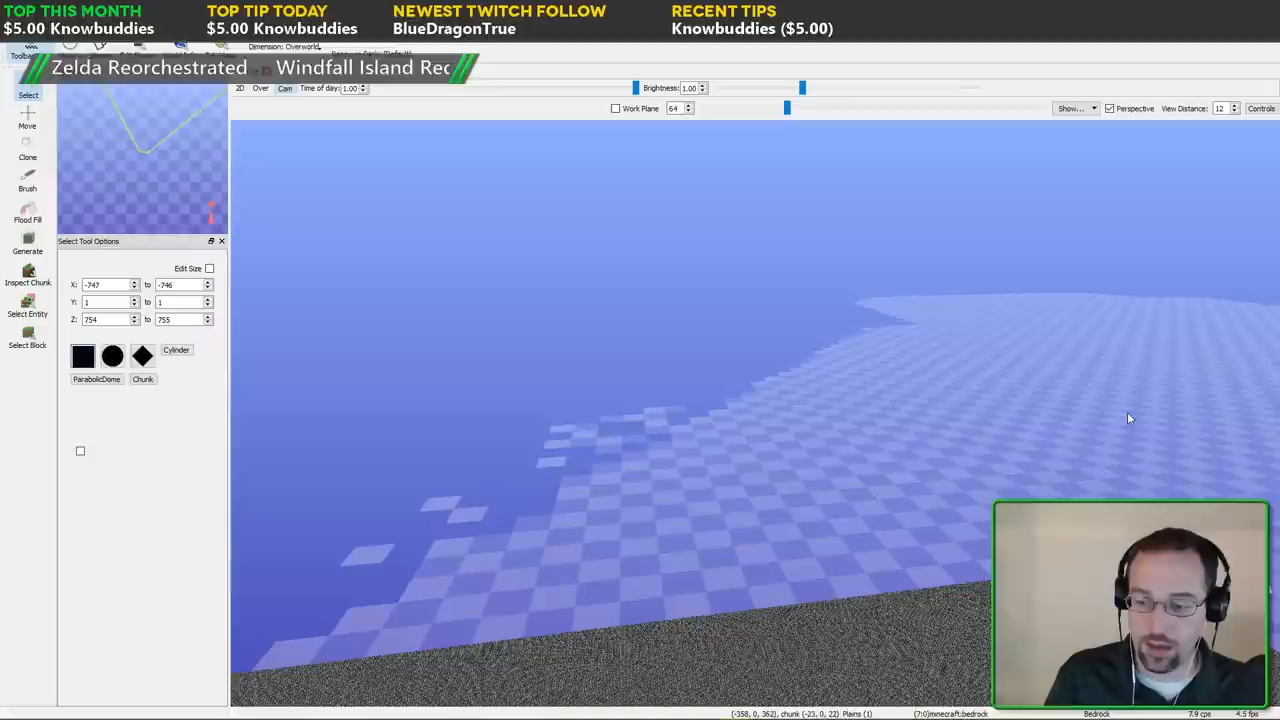 TOP THIS MONTH
$5.00 Knowbuddies
TOP TIP TODAY
$5.00 Knowbuddies
NEWEST TWITCH FOLLOW
BlueDragonTrue
RECENT TIPS
Knowbuddies ($5.00)
Dimension: Overworld
Zelda Reorchestrated Windfall Island Rec
2D Over Cam Time of day: 1.00 Brightness: 1.00
Work Plane 64 Show... Perspective View Distance: 12 Controls
Select
Move
Clone
Brush
Flood Fill
Generate
Inspect Chunk
Select Entity
Select Block
Select Tool Options
Edit Size
X: -747 to -746
Y: 1 to 1
Z: 754 to 755
Cylinder
ParabolicDome Chunk
(-358, 0, 362), chunk (-23, 0, 22) Plains (1) (7:0)minecraft:bedrock Bedrock 7.9 cps 4.5 fps